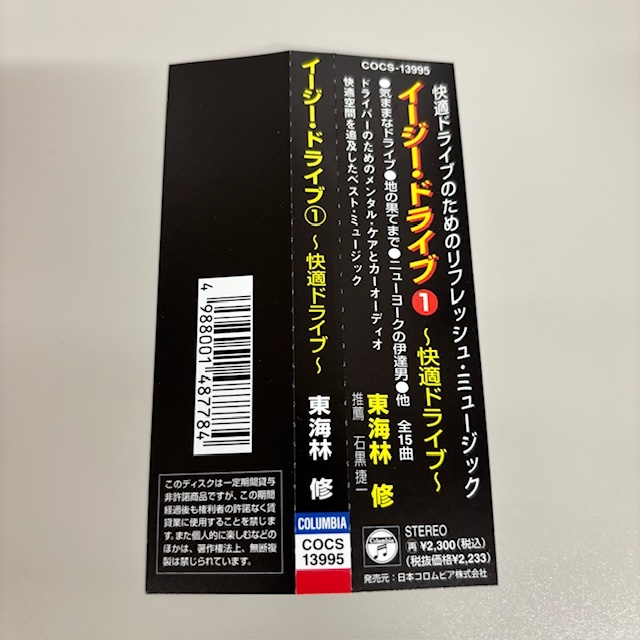 COCS-13995
快適ドライブのためのリフレッシュ・ミュージック
イージー・ドライブ1
～快適ドライブ～
●気ままなドライブ●地の果てまで●ニューヨークの伊達男●他 全15曲
ドライバーのためのメンタル・ケアとカーオーディオ
快適空間を追及したベスト・ミュージック
東海林 修
推薦 石黒捷一
Columbia
STEREO
再 ¥2,300(税込)
(税抜価格¥2,233)
発売元：日本コロムビア株式会社
イージー・ドライブ① ～快適ドライブ～ 東海林 修
COLUMBIA
COCS
13995
4 988001 487784
このディスクは一定期間貸与
非許諾商品ですが、この期間
経過後も権利者の許諾なく賃
貸業に使用することを禁じま
す。また個人的に楽しむなどの
ほかは、著作権法上、無断複
製は禁じられています。